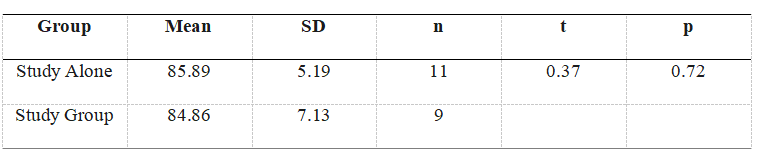 Group Mean SD n t p
Study Alone 85.89 5.19 11 0.37 0.72
Study Group 84.86 7.13 9